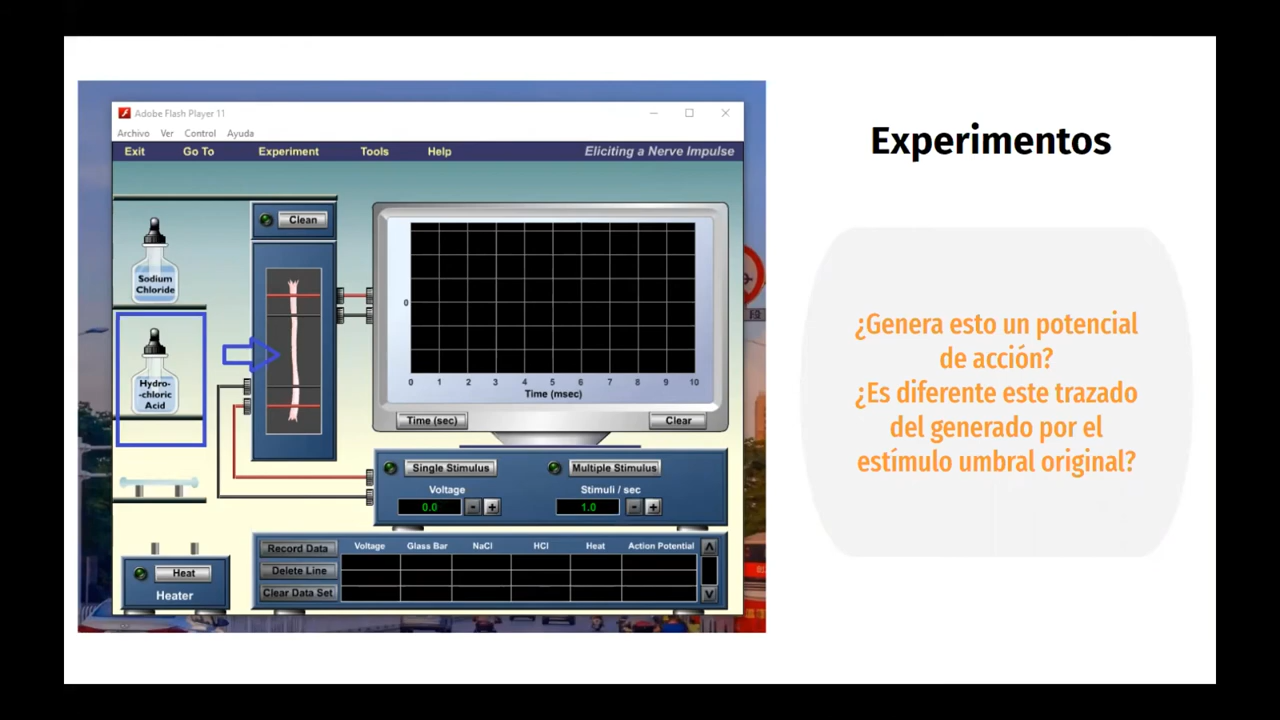 Adobe Flash Player 11
Archivo Ver Control Ayuda
Exit Go To Experiment Tools Help Eliciting a Nerve Impulse
Clean
Sodium
Chloride
Hydro-
-chloric
Acid
0
0 1 2 3 4 5 6 7 8 9 10
Time (msec)
Time (sec) Clear
Single Stimulus Multiple Stimulus
Voltage Stimuli / sec
0.0 - + 1.0 - +
Heat
Heater
Record Data Voltage Glass Bar NaCl HCl Heat Action Potential
Delete Line
Clear Data Set
Experimentos
¿Genera esto un potencial
de acción?
¿Es diferente este trazado
del generado por el
estímulo umbral original?